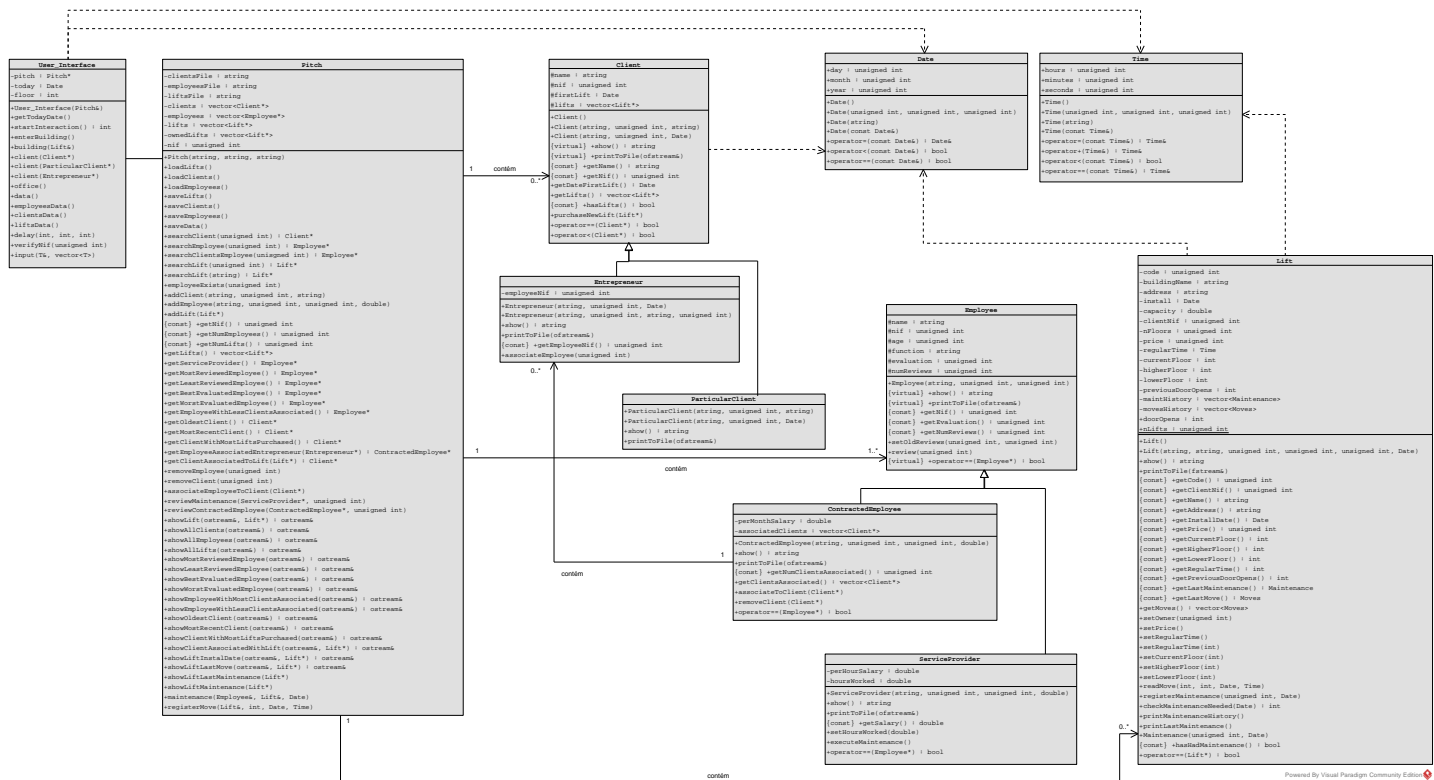 User_Interface
-pitch : Pitch*
-today : Date
-floor : int
+User_Interface(Pitch&)
+getTodayDate()
+startInteraction() : int
+enterBuilding()
+building(Lift&)
+client(Client*)
+client(ParticularClient*)
+client(Entrepreneur*)
+office()
+data()
+employeesData()
+clientsData()
+liftsData()
+delay(int, int, int)
+verifyNif(unsigned int)
+input(T&, vector<T>)
Pitch
-clientsFile : string
-employeesFile : string
-liftsFile : string
-clients : vector<Client*>
-employees : vector<Employee*>
-lifts : vector<Lift*>
-ownedLifts : vector<Lift*>
-nif : unsigned int
+Pitch(string, string, string)
+loadLifts()
+loadClients()
+loadEmployees()
+saveLifts()
+saveClients()
+saveEmployees()
+saveData()
+searchClient(unsigned int) : Client*
+searchEmployee(unsigned int) : Employee*
+searchClientsEmployee(uisnged int) : Employee*
+searchLift(unsigned int) : Lift*
+searchLift(string) : Lift*
+employeeExists(unsigned int)
+addClient(string, unsigned int, string)
+addEmployee(string, unsigned int, unsigned int, double)
+addLift(Lift*)
{const} +getNif() : unsigned int
{const} +getNumEmployees() : unsigned int
{const} +getNumLifts() : unsigned int
+getLifts() : vector<Lift*>
+getServiceProvider() : Employee*
+getMostReviewedEmployee() : Employee*
+getLeastReviewedEmployee() : Employee*
+getBestEvaluatedEmployee() : Employee*
+getWorstEvaluatedEmployee() : Employee*
+getEmployeeWithLessClientsAssociated() : Employee*
+getOldestClient() : Client*
+getMostRecentClient() : Client*
+getClientWithMostLiftsPurchased() : Client*
+getEmployeeAssociatedEntrepreneur(Entrepreneur*) : ContractedEmployee*
+getClientAssociatedToLift(Lift*) : Client*
+removeEmployee(unsigned int)
+removeClient(unsigned int)
+associateEmployeeToClient(Client*)
+reviewMaintenance(ServiceProvider*, unsigned int)
+reviewContractedEmployee(ContractedEmployee*, unsigned int)
+showLift(ostream&, Lift*) : ostream&
+showAllClients(ostream&) : ostream&
+showAllEmployees(ostream&) : ostream&
+showAllLifts(ostream&) : ostream&
+showMostReviewedEmployee(ostream&) : ostream&
+showLeastReviewedEmployee(ostream&) : ostream&
+showBestEvaluatedEmployee(ostream&) : ostream&
+showWorstEvaluatedEmployee(ostream&) : ostream&
+showEmployeeWithMostClientsAssociated(ostream&) : ostream&
+showEmployeeWithLessClientsAssociated(ostream&) : ostream&
+showOldestClient(ostream&) : ostream&
+showMostRecentClient(ostream&) : ostream&
+showClientWithMostLiftsPurchased(ostream&) : ostream&
+showClientAssociatedWithLift(ostream&, Lift*) : ostream&
+showLiftInstalDate(ostream&, Lift*) : ostream&
+showLiftLastMove(ostream&, Lift*) : ostream&
+showLiftLastMaintenance(Lift*)
+showLiftMaintenance(Lift*)
+maintenance(Employee&, Lift&, Date)
+registerMove(Lift&, int, Date, Time)
1
contém
0..*
Client
#name : string
#nif : unsigned int
#firstLift : Date
#lifts : vector<Lift*>
+Client()
+Client(string, unsigned int, string)
+Client(string, unsigned int, Date)
{virtual} +show() : string
{virtual} +printToFile(ofstream&)
{const} +getName() : string
{const} +getNif() : unsigned int
+getDateFirstLift() : Date
+getLifts() : vector<Lift*>
{const} +hasLifts() : bool
+purchaseNewLift(Lift*)
+operator==(Client*) : bool
+operator<(Client*) : bool
Date
+day : unsigned int
+month : unsigned int
+year : unsigned int
+Date()
+Date(unsigned int, unsigned int, unsigned int)
+Date(string)
+Date(const Date&)
+operator=(const Date&) : Date
+operator<(const Date&) : bool
+operator==(const Date&) : bool
Time
+hours : unsigned int
+minutes : unsigned int
+seconds : unsigned int
+Time()
+Time(unsigned int, unsigned int, unsigned int)
+Time(string)
+Time(const Time&)
+operator=(const Time&) : Time&
+operator+(Time&) : Time&
+operator<(const Time&) : bool
+operator==(const Time&) : Time&
Entrepreneur
-employeeNif : unsigned int
+Entrepreneur(string, unsigned int, Date)
+Entrepreneur(string, unsigned int, string, unsigned int)
+show() : string
+printToFile(ofstream&)
{const} +getEmployeeNif() : unsigned int
+associateEmployee(unsigned int)
0..*
ParticularClient
+ParticularClient(string, unsigned int, string)
+ParticularClient(string, unsigned int, Date)
+show() : string
+printToFile(ofstream&)
Employee
#name : string
#nif : unsigned int
#age : unsigned int
#function : string
#evaluation : unsigned int
#numReviews : unsigned int
+Employee(string, unsigned int, unsigned int)
{virtual} +show() : string
{virtual} +printToFile(ofstream&)
{const} +getNif() : unsigned int
{const} +getEvaluation() : unsigned int
{const} +getNumReviews() : unsigned int
+setOldReviews(unsigned int, unsigned int)
+review(unsigned int)
{virtual} +operator==(Employee*) : bool
1
1..*
contém
ContractedEmployee
-perMonthSalary : double
-associatedClients : vector<Client*>
+ContractedEmployee(string, unsigned int, unsigned int, double)
+show() : string
+printToFile(ofstream&)
{const} +getNumClientsAssociated() : unsigned int
+getClientsAssociated() : vector<Client*>
+associateToClient(Client*)
+removeClient(Client*)
+operator==(Employee*) : bool
1
contém
ServiceProvider
-perHourSalary : double
-hoursWorked : double
+ServiceProvider(string, unsigned int, unsigned int, double)
+show() : string
+printToFile(ofstream&)
{const} +getSalary() : double
+setHoursWorked(double)
+executeMaintenance()
+operator==(Employee*) : bool
Lift
-code : unsigned int
-buildingName : string
-address : string
-install : Date
-capacity : double
-clientNif : unsigned int
-nFloors : unsigned int
-price : unsigned int
-regularTime : Time
-currentFloor : int
-higherFloor : int
-lowerFloor : int
-previousDoorOpens : int
-maintHistory : vector<Maintenance>
-movesHistory : vector<Moves>
+doorOpens : int
+nLifts : unsigned int
+Lift()
+Lift(string, string, unsigned int, unsigned int, unsigned int, Date)
+show() : string
+printToFile(fstream&)
{const} +getCode() : unsigned int
{const} +getClientNif() : unsigned int
{const} +getName() : string
{const} +getAddress() : string
{const} +getInstallDate() : Date
{const} +getPrice() : unsigned int
{const} +getCurrentFloor() : int
{const} +getHigherFloor() : int
{const} +getLowerFloor() : int
{const} +getRegularTime() : int
{const} +getPreviousDoorOpens() : int
{const} +getLastMaintenance() : Maintenance
{const} +getLastMove() : Moves
+getMoves() : vector<Moves>
+setOwner(unsigned int)
+setPrice()
+setRegularTime()
+setRegularTime(int)
+setCurrentFloor(int)
+setHigherFloor(int)
+setLowerFloor(int)
+readMove(int, int, Date, Time)
+registerMaintenance(unsigned int, Date)
+checkMaintenanceNeeded(Date) : int
+printMaintenanceHistory()
+printLastMaintenance()
+Maintenance(unsigned int, Date)
{const} +hasHadMaintenance() : bool
+operator==(Lift*) : bool
1
0..*
contém
Powered By Visual Paradigm Community Edition